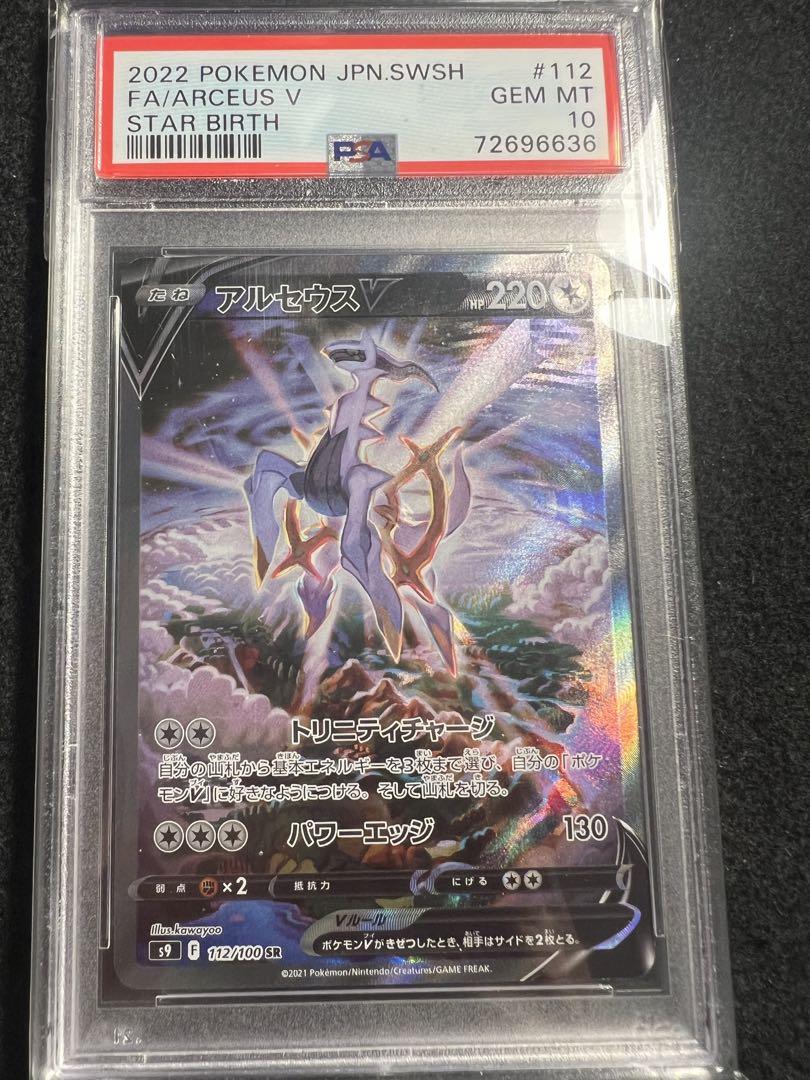 2022 POKEMON JPN.SWSH #112
FA/ARCEUS V GEM MT
STAR BIRTH 10
PSA 72696636
たね アルセウスV HP 220
トリニティチャージ
自分の山札から基本エネルギーを3枚まで選び、自分の「ポケ
モンV」に好きなようにつける。そして山札を切る。
パワーエッジ 130
弱点 ×2 抵抗力 にげる
Vルール
ポケモンVがきぜつしたとき、相手はサイドを2枚とる。
Illus.kawayoo
s9 F 112/100 SR
©2021 Pokémon/Nintendo/Creatures/GAME FREAK.